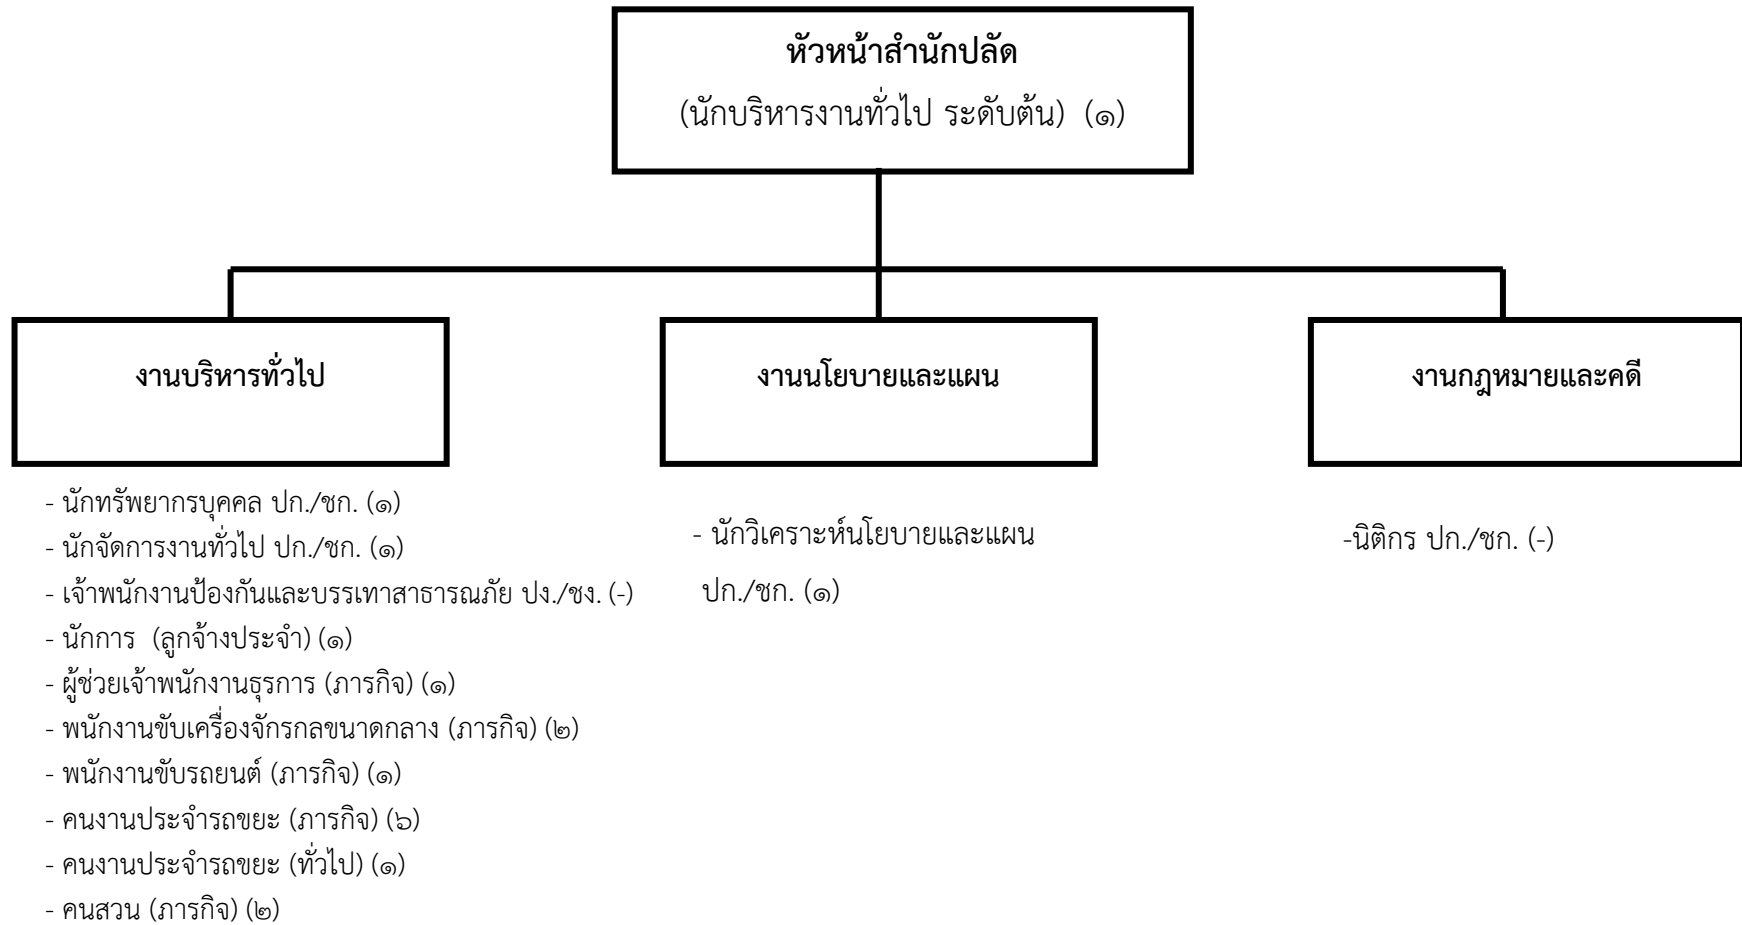 หัวหน้าสำนักปลัด
(นักบริหารงานทั่วไป ระดับต้น) (๑)
งานบริหารทั่วไป
- นักทรัพยากรบุคคล ปก./ชก. (๑)
- นักจัดการงานทั่วไป ปก./ชก. (๑)
- เจ้าพนักงานป้องกันและบรรเทาสาธารณภัย ปง./ชง. (-)
- นักการ (ลูกจ้างประจำ) (๑)
- ผู้ช่วยเจ้าพนักงานธุรการ (ภารกิจ) (๑)
- พนักงานขับเครื่องจักรกลขนาดกลาง (ภารกิจ) (๒)
- พนักงานขับรถยนต์ (ภารกิจ) (๑)
- คนงานประจำรถขยะ (ภารกิจ) (๖)
- คนงานประจำรถขยะ (ทั่วไป) (๑)
- คนสวน (ภารกิจ) (๒)
งานนโยบายและแผน
- นักวิเคราะห์นโยบายและแผน
ปก./ชก. (๑)
งานกฎหมายและคดี
-นิติกร ปก./ชก. (-)